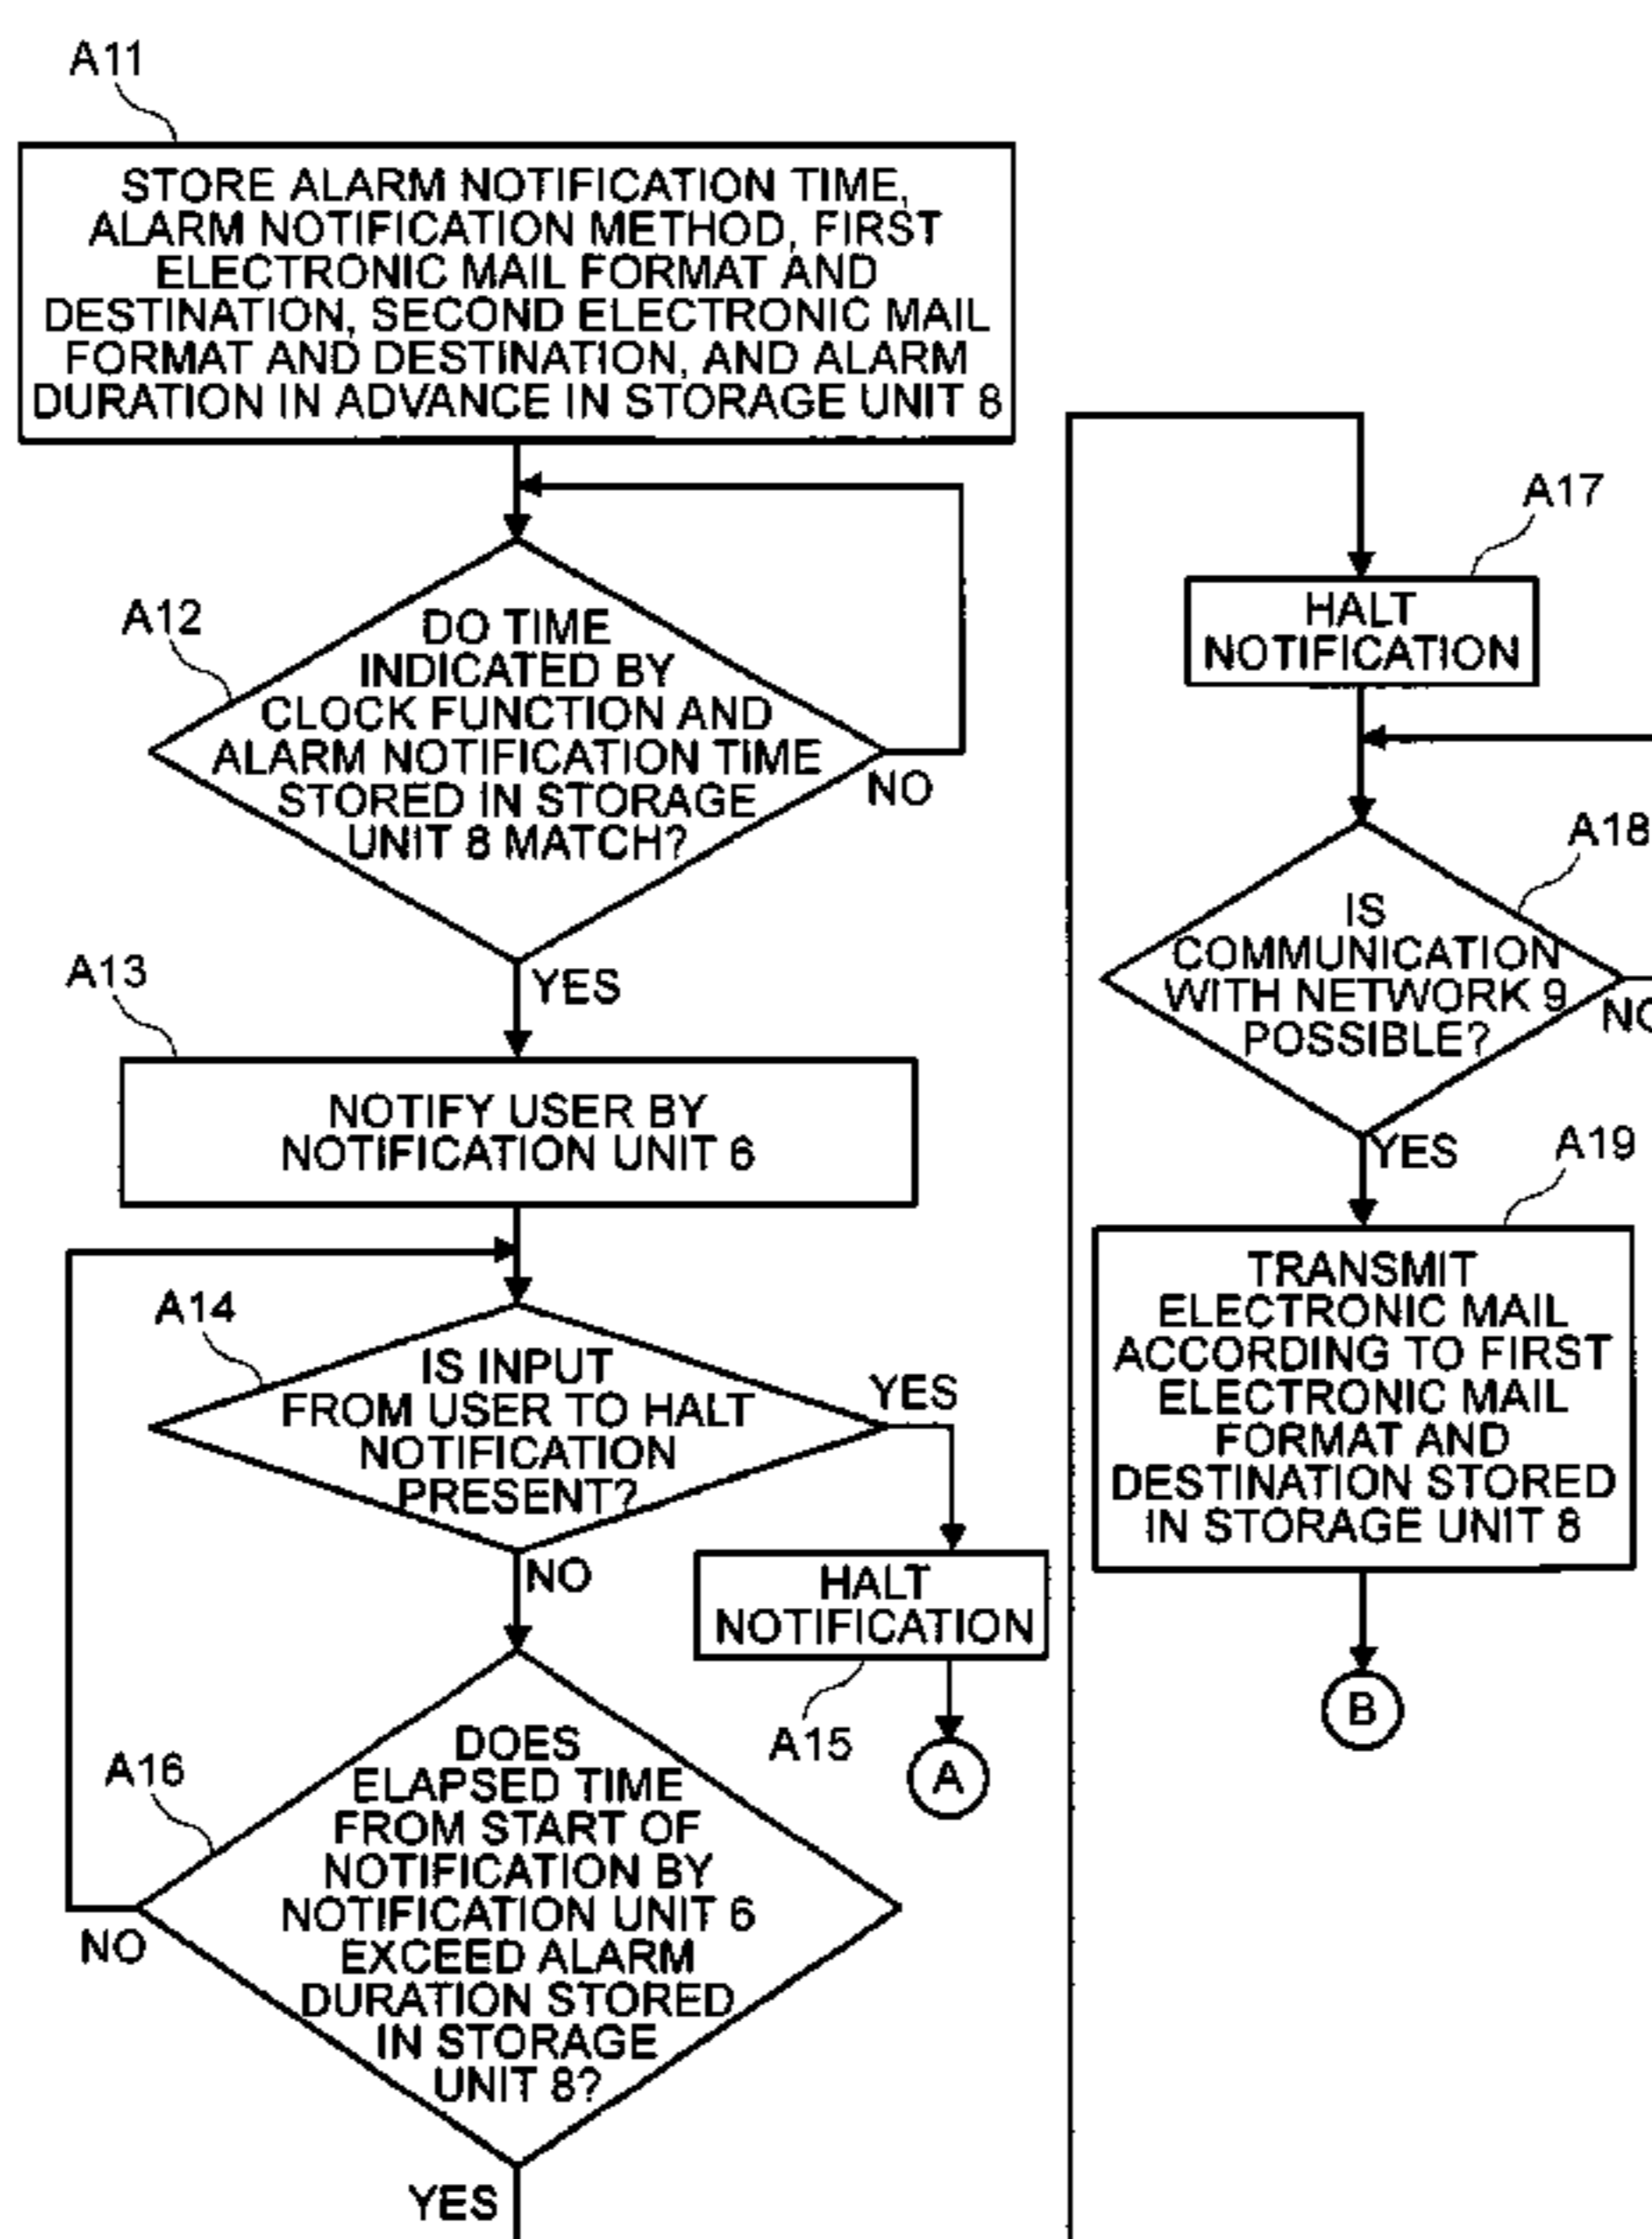 A11
STORE ALARM NOTIFICATION TIME,
ALARM NOTIFICATION METHOD, FIRST
ELECTRONIC MAIL FORMAT AND
DESTINATION, SECOND ELECTRONIC MAIL
FORMAT AND DESTINATION, AND ALARM
DURATION IN ADVANCE IN STORAGE UNIT 8
A12
DO TIME
INDICATED BY
CLOCK FUNCTION AND
ALARM NOTIFICATION TIME
STORED IN STORAGE
UNIT 8 MATCH?
NO
YES
A13
NOTIFY USER BY
NOTIFICATION UNIT 6
A14
IS INPUT
FROM USER TO HALT
NOTIFICATION
PRESENT?
YES
NO
HALT
NOTIFICATION
A15
A
A16
DOES
ELAPSED TIME
FROM START OF
NOTIFICATION BY
NOTIFICATION UNIT 6
EXCEED ALARM
DURATION STORED
IN STORAGE
UNIT 8?
NO
YES
A17
HALT
NOTIFICATION
A18
IS
COMMUNICATION
WITH NETWORK 9
POSSIBLE?
NO
YES
A19
TRANSMIT
ELECTRONIC MAIL
ACCORDING TO FIRST
ELECTRONIC MAIL
FORMAT AND
DESTINATION STORED
IN STORAGE UNIT 8
B